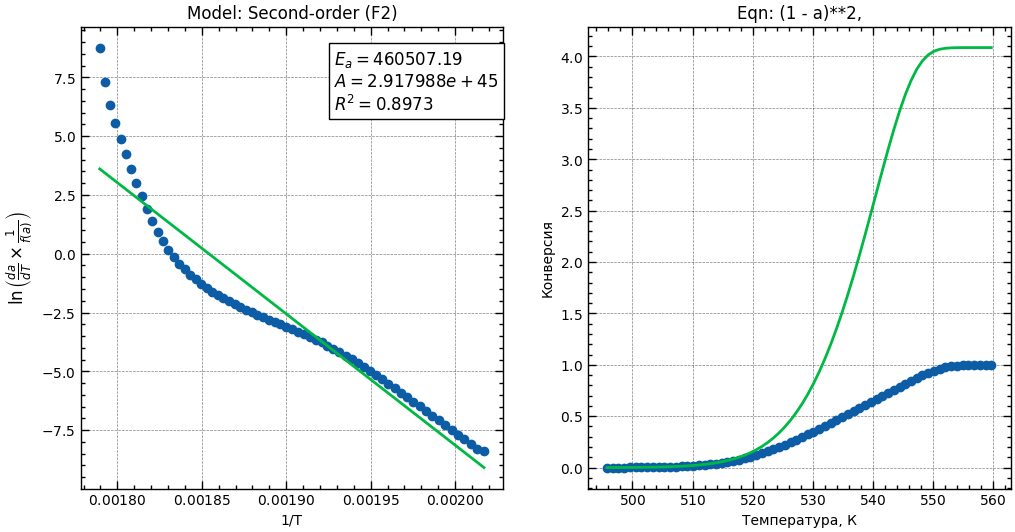 Model: Second-order (F2)
E_a = 460507.19
A = 2.917988e + 45
R² = 0.8973
7.5
5.0
2.5
0.0
−2.5
−5.0
−7.5
ln (da/dT × 1/f(a))
0.00180 0.00185 0.00190 0.00195 0.00200
1/T
Eqn: (1 - a)**2,
4.0
3.5
3.0
2.5
2.0
1.5
1.0
0.5
0.0
Конверсия
500 510 520 530 540 550 560
Температура, К